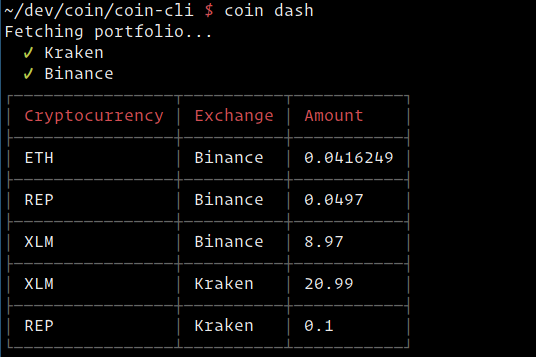 ~/dev/coin/coin-cli $ coin dash
Fetching portfolio...
✓ Kraken
✓ Binance
Cryptocurrency Exchange Amount
ETH Binance 0.0416249
REP Binance 0.0497
XLM Binance 8.97
XLM Kraken 20.99
REP Kraken 0.1